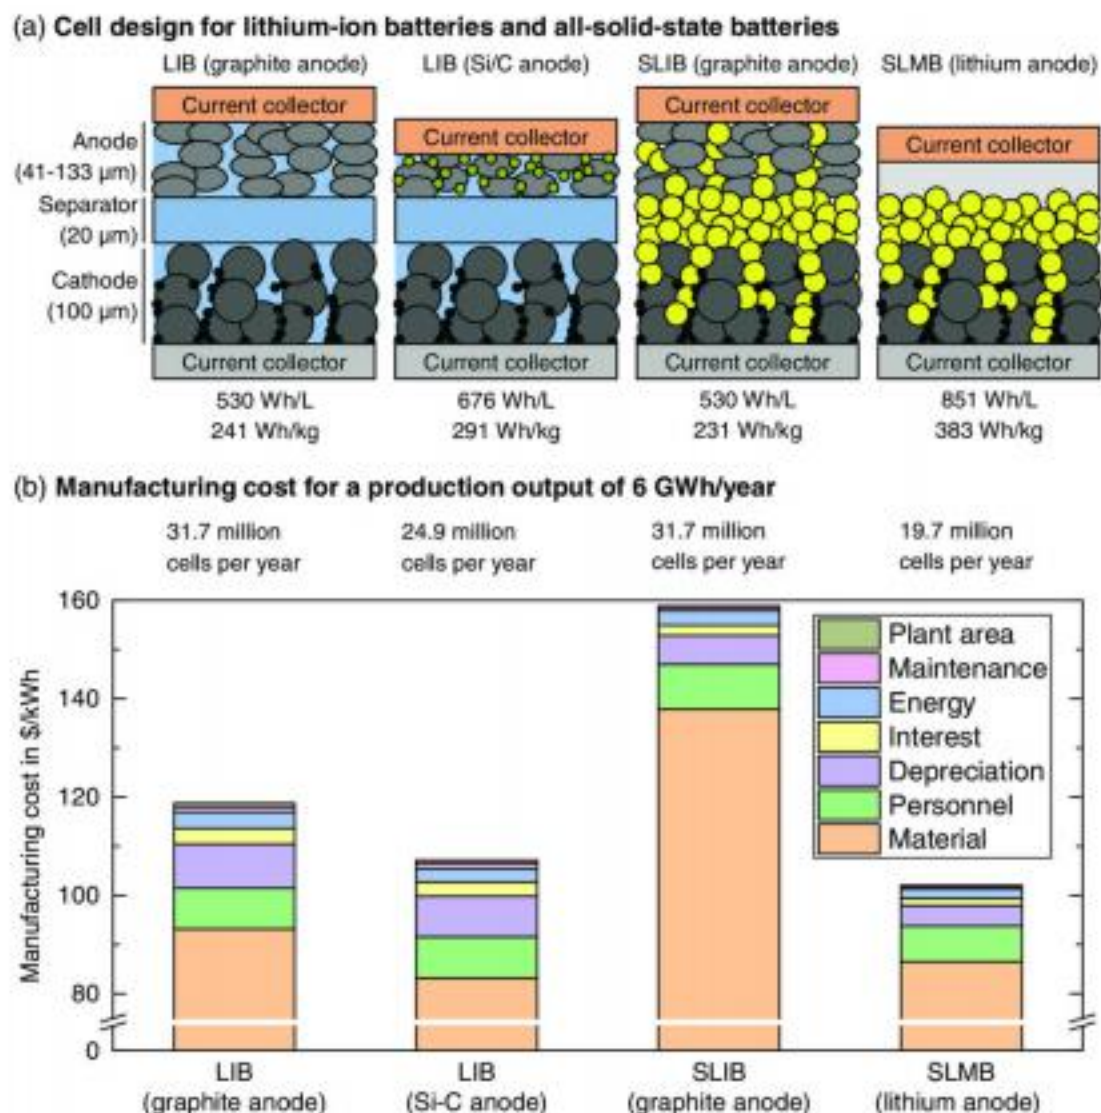 (a) Cell design for lithium-ion batteries and all-solid-state batteries
LIB (graphite anode)
LIB (Si/C anode)
SLIB (graphite anode)
SLMB (lithium anode)
Current collector
Current collector
Current collector
Current collector
Anode
(41-133 μm)
Separator
(20 μm)
Cathode
(100 μm)
Current collector
Current collector
Current collector
Current collector
530 Wh/L
241 Wh/kg
676 Wh/L
291 Wh/kg
530 Wh/L
231 Wh/kg
851 Wh/L
383 Wh/kg
(b) Manufacturing cost for a production output of 6 GWh/year
31.7 million
cells per year
24.9 million
cells per year
31.7 million
cells per year
19.7 million
cells per year
Manufacturing cost in $/kWh
160
140
120
100
80
0
Plant area
Maintenance
Energy
Interest
Depreciation
Personnel
Material
LIB
(graphite anode)
LIB
(Si-C anode)
SLIB
(graphite anode)
SLMB
(lithium anode)